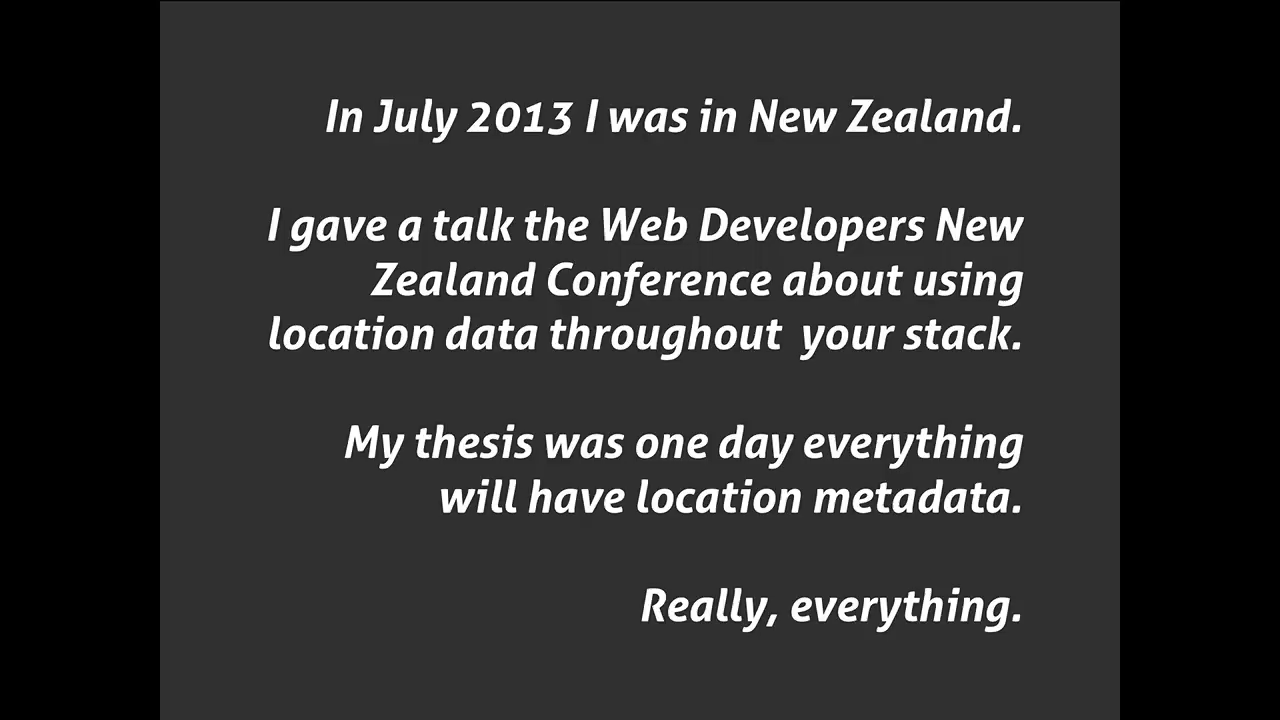 In July 2013 I was in New Zealand.
I gave a talk the Web Developers New
Zealand Conference about using
location data throughout  your stack.
My thesis was one day everything
will have location metadata.
Really, everything.